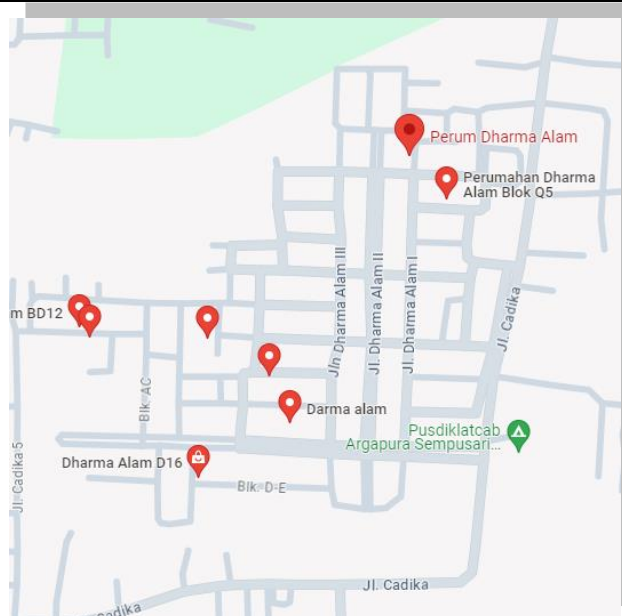 Perum Dharma Alam
Perumahan Dharma
Alam Blok Q5
m BD12
Jln Dharma Alam III
Jl. Dharma Alam II
Jl. Dharma Alam I
Jl. Cadika
Blk. AC
Darma alam
Pusdiklatcab
Argapura Sempusari...
Dharma Alam D16
Blk. D-E
Jl. Cadika 5
Jl. Cadika
cadika